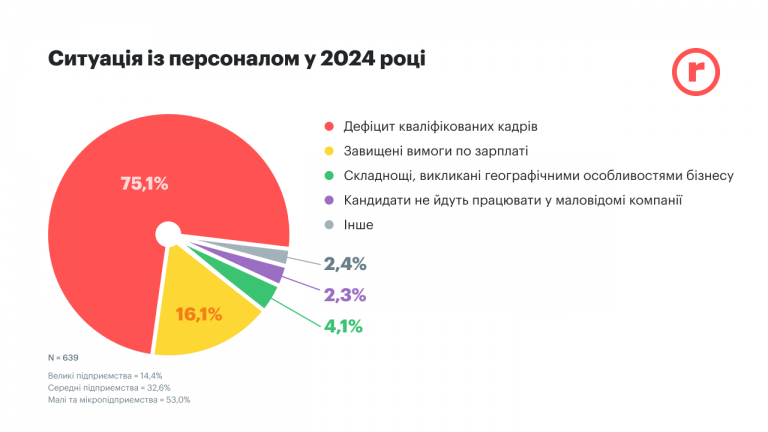 Ситуація із персоналом у 2024 році
r
Дефіцит кваліфікованих кадрів
Завищені вимоги по зарплаті
Складнощі, викликані географічними особливостями бізнесу
Кандидати не йдуть працювати у маловідомі компанії
Інше
75,1%
2,4%
2,3%
16,1%
4,1%
N = 639
Великі підприємства = 14,4%
Середні підприємства = 32,6%
Малі та мікропідприємства = 53,0%